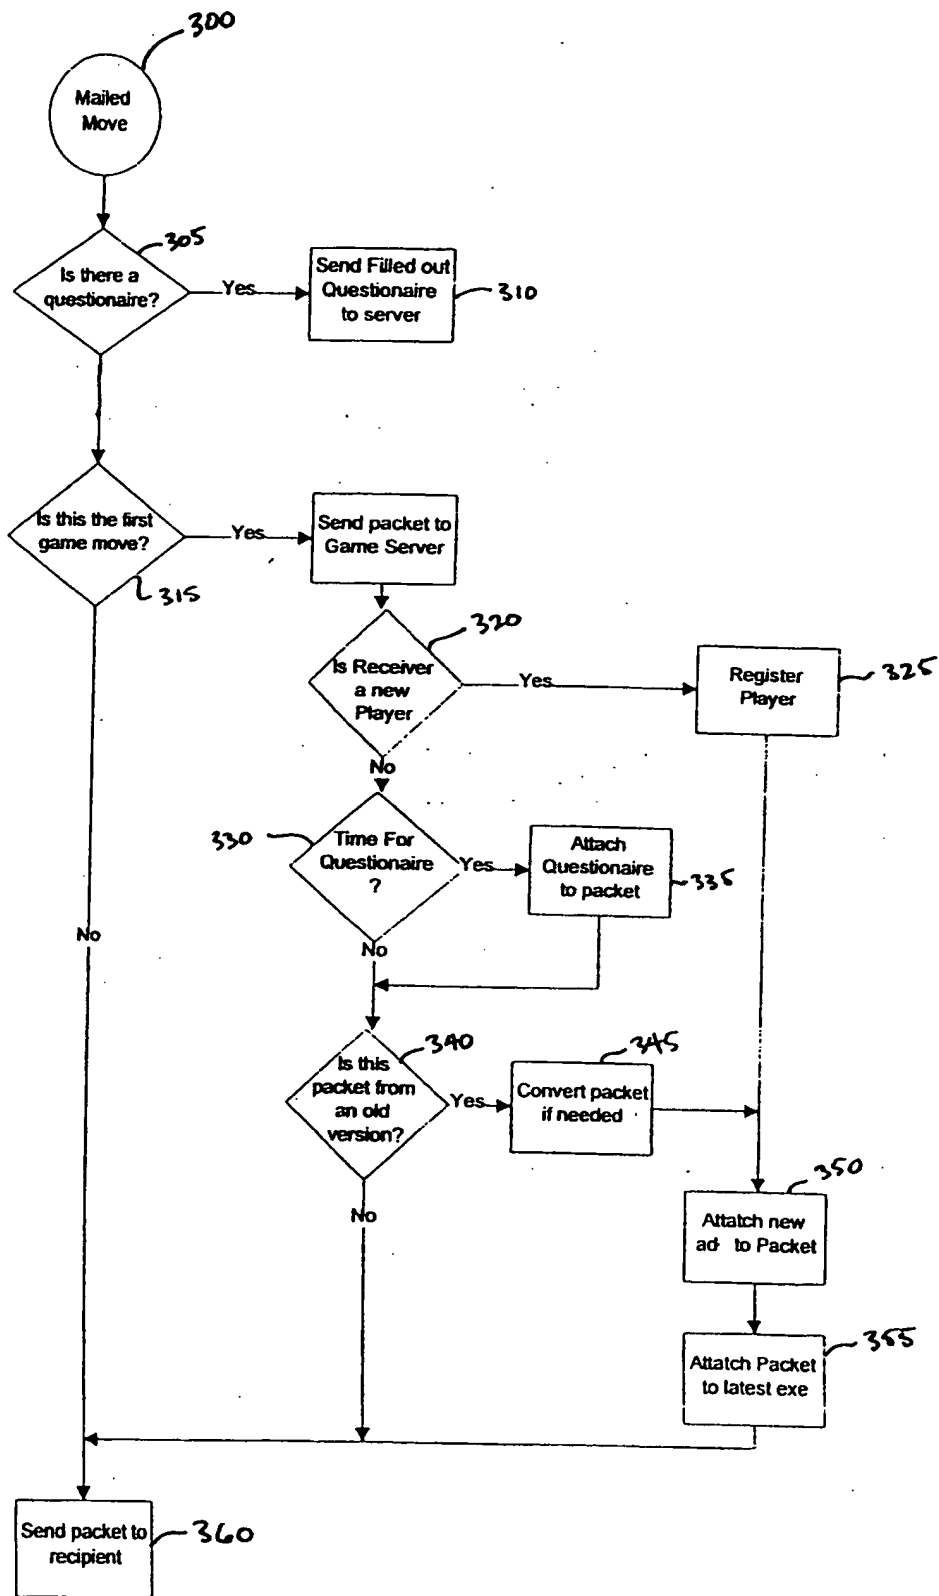 300
Mailed
Move
305
Is there a
questionaire?
Yes
Send Filled out
Questionaire
to server
310
Is this the first
game move?
315
Yes
Send packet to
Game Server
320
Is Receiver
a new
Player
Yes
Register
Player
325
No
330
Time For
Questionaire
?
Yes
Attach
Questionaire
to packet
335
No
No
340
Is this
packet from
an old
version?
Yes
345
Convert packet
if needed
350
Attatch new
ad to Packet
No
355
Attatch Packet
to latest exe
Send packet to
recipient
360